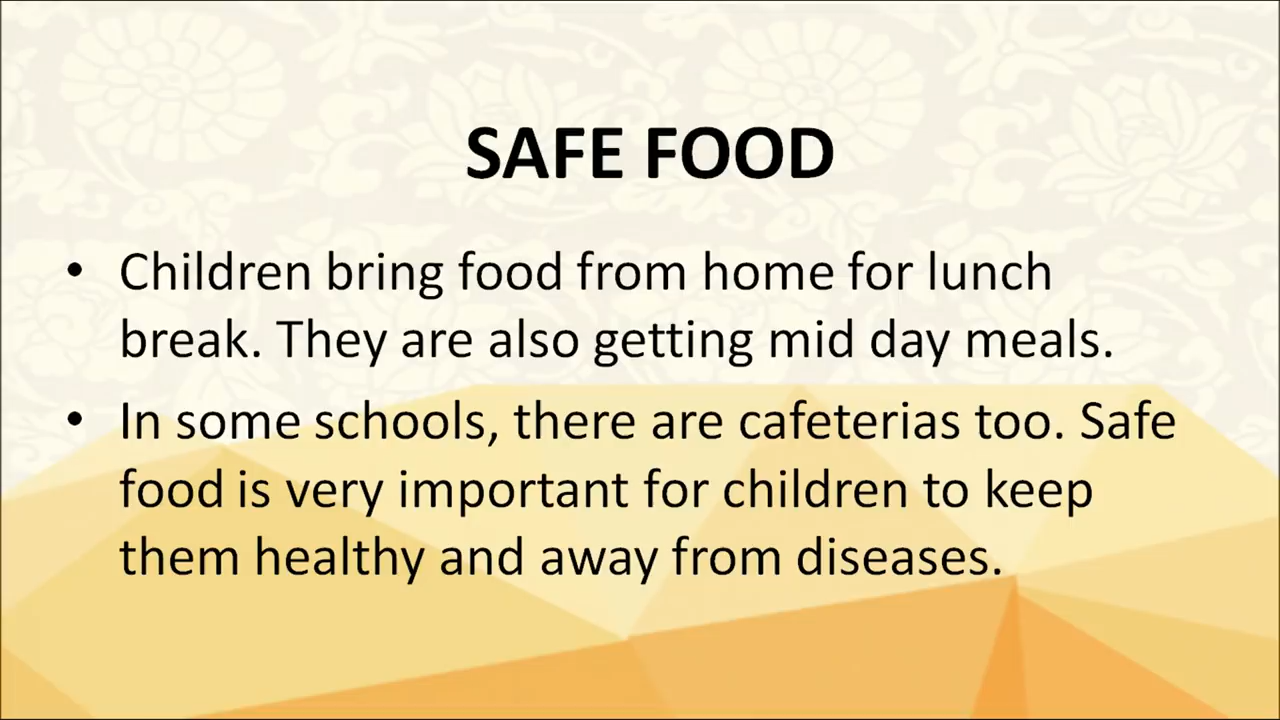 SAFE FOOD
• Children bring food from home for lunch
break. They are also getting mid day meals.
• In some schools, there are cafeterias too. Safe
food is very important for children to keep
them healthy and away from diseases.